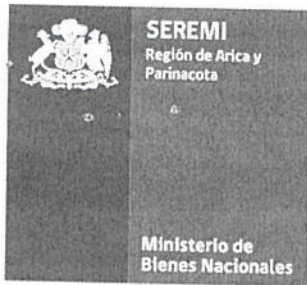 SEREMI
Región de Arica y
Parinacota
Ministerio de
Bienes Nacionales